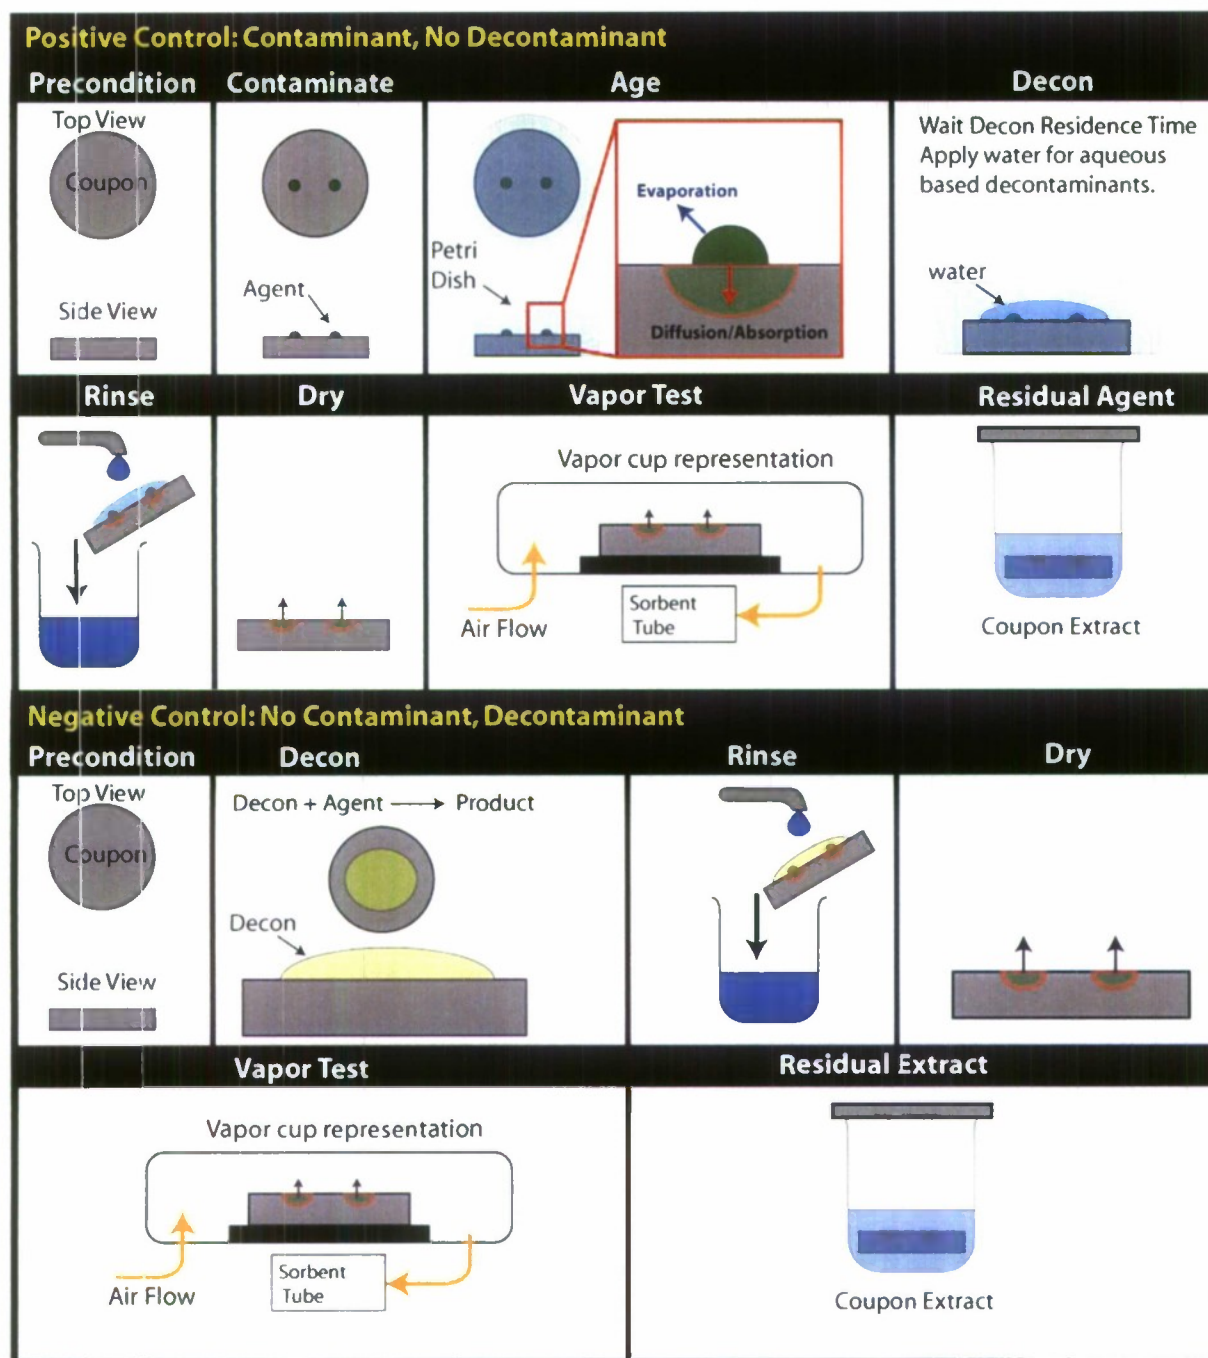 Positive Control: Contaminant, No Decontaminant
Precondition
Contaminate
Age
Decon
Top View
Coupon
Side View
Agent
Petri
Dish
Evaporation
Diffusion/Absorption
Wait Decon Residence Time
Apply water for aqueous
based decontaminants.
water
Rinse
Dry
Vapor Test
Residual Agent
Vapor cup representation
Air Flow
Sorbent
Tube
Coupon Extract
Negative Control: No Contaminant, Decontaminant
Precondition
Decon
Rinse
Dry
Top View
Coupon
Side View
Decon + Agent → Product
Decon
Vapor Test
Residual Extract
Vapor cup representation
Air Flow
Sorbent
Tube
Coupon Extract